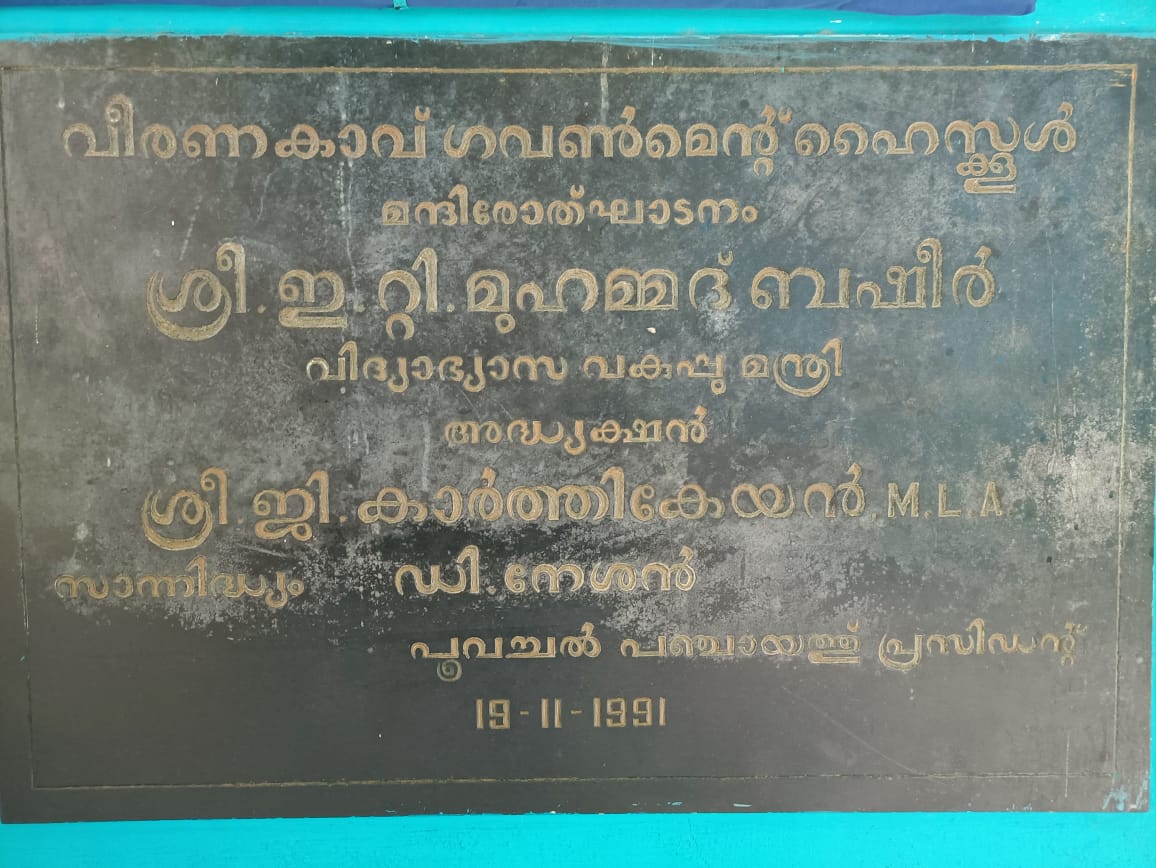 വീരണകാവ് ഗവൺമെന്റ് ഹൈസ്ക്കൂൾ
മന്ദിരോത്ഘാടനം
ശ്രീ. ഇ. റ്റി. മുഹമ്മദ് ബഷീർ
വിദ്യാഭ്യാസ വകുപ്പു മന്ത്രി
അദ്ധ്യക്ഷൻ
ശ്രീ. ജി. കാർത്തികേയൻ. M.L.A.
സാന്നിദ്ധ്യം ഡി. നേശൻ
പൂവച്ചൽ പഞ്ചായത്ത് പ്രസിഡന്റ്
19-11-1991